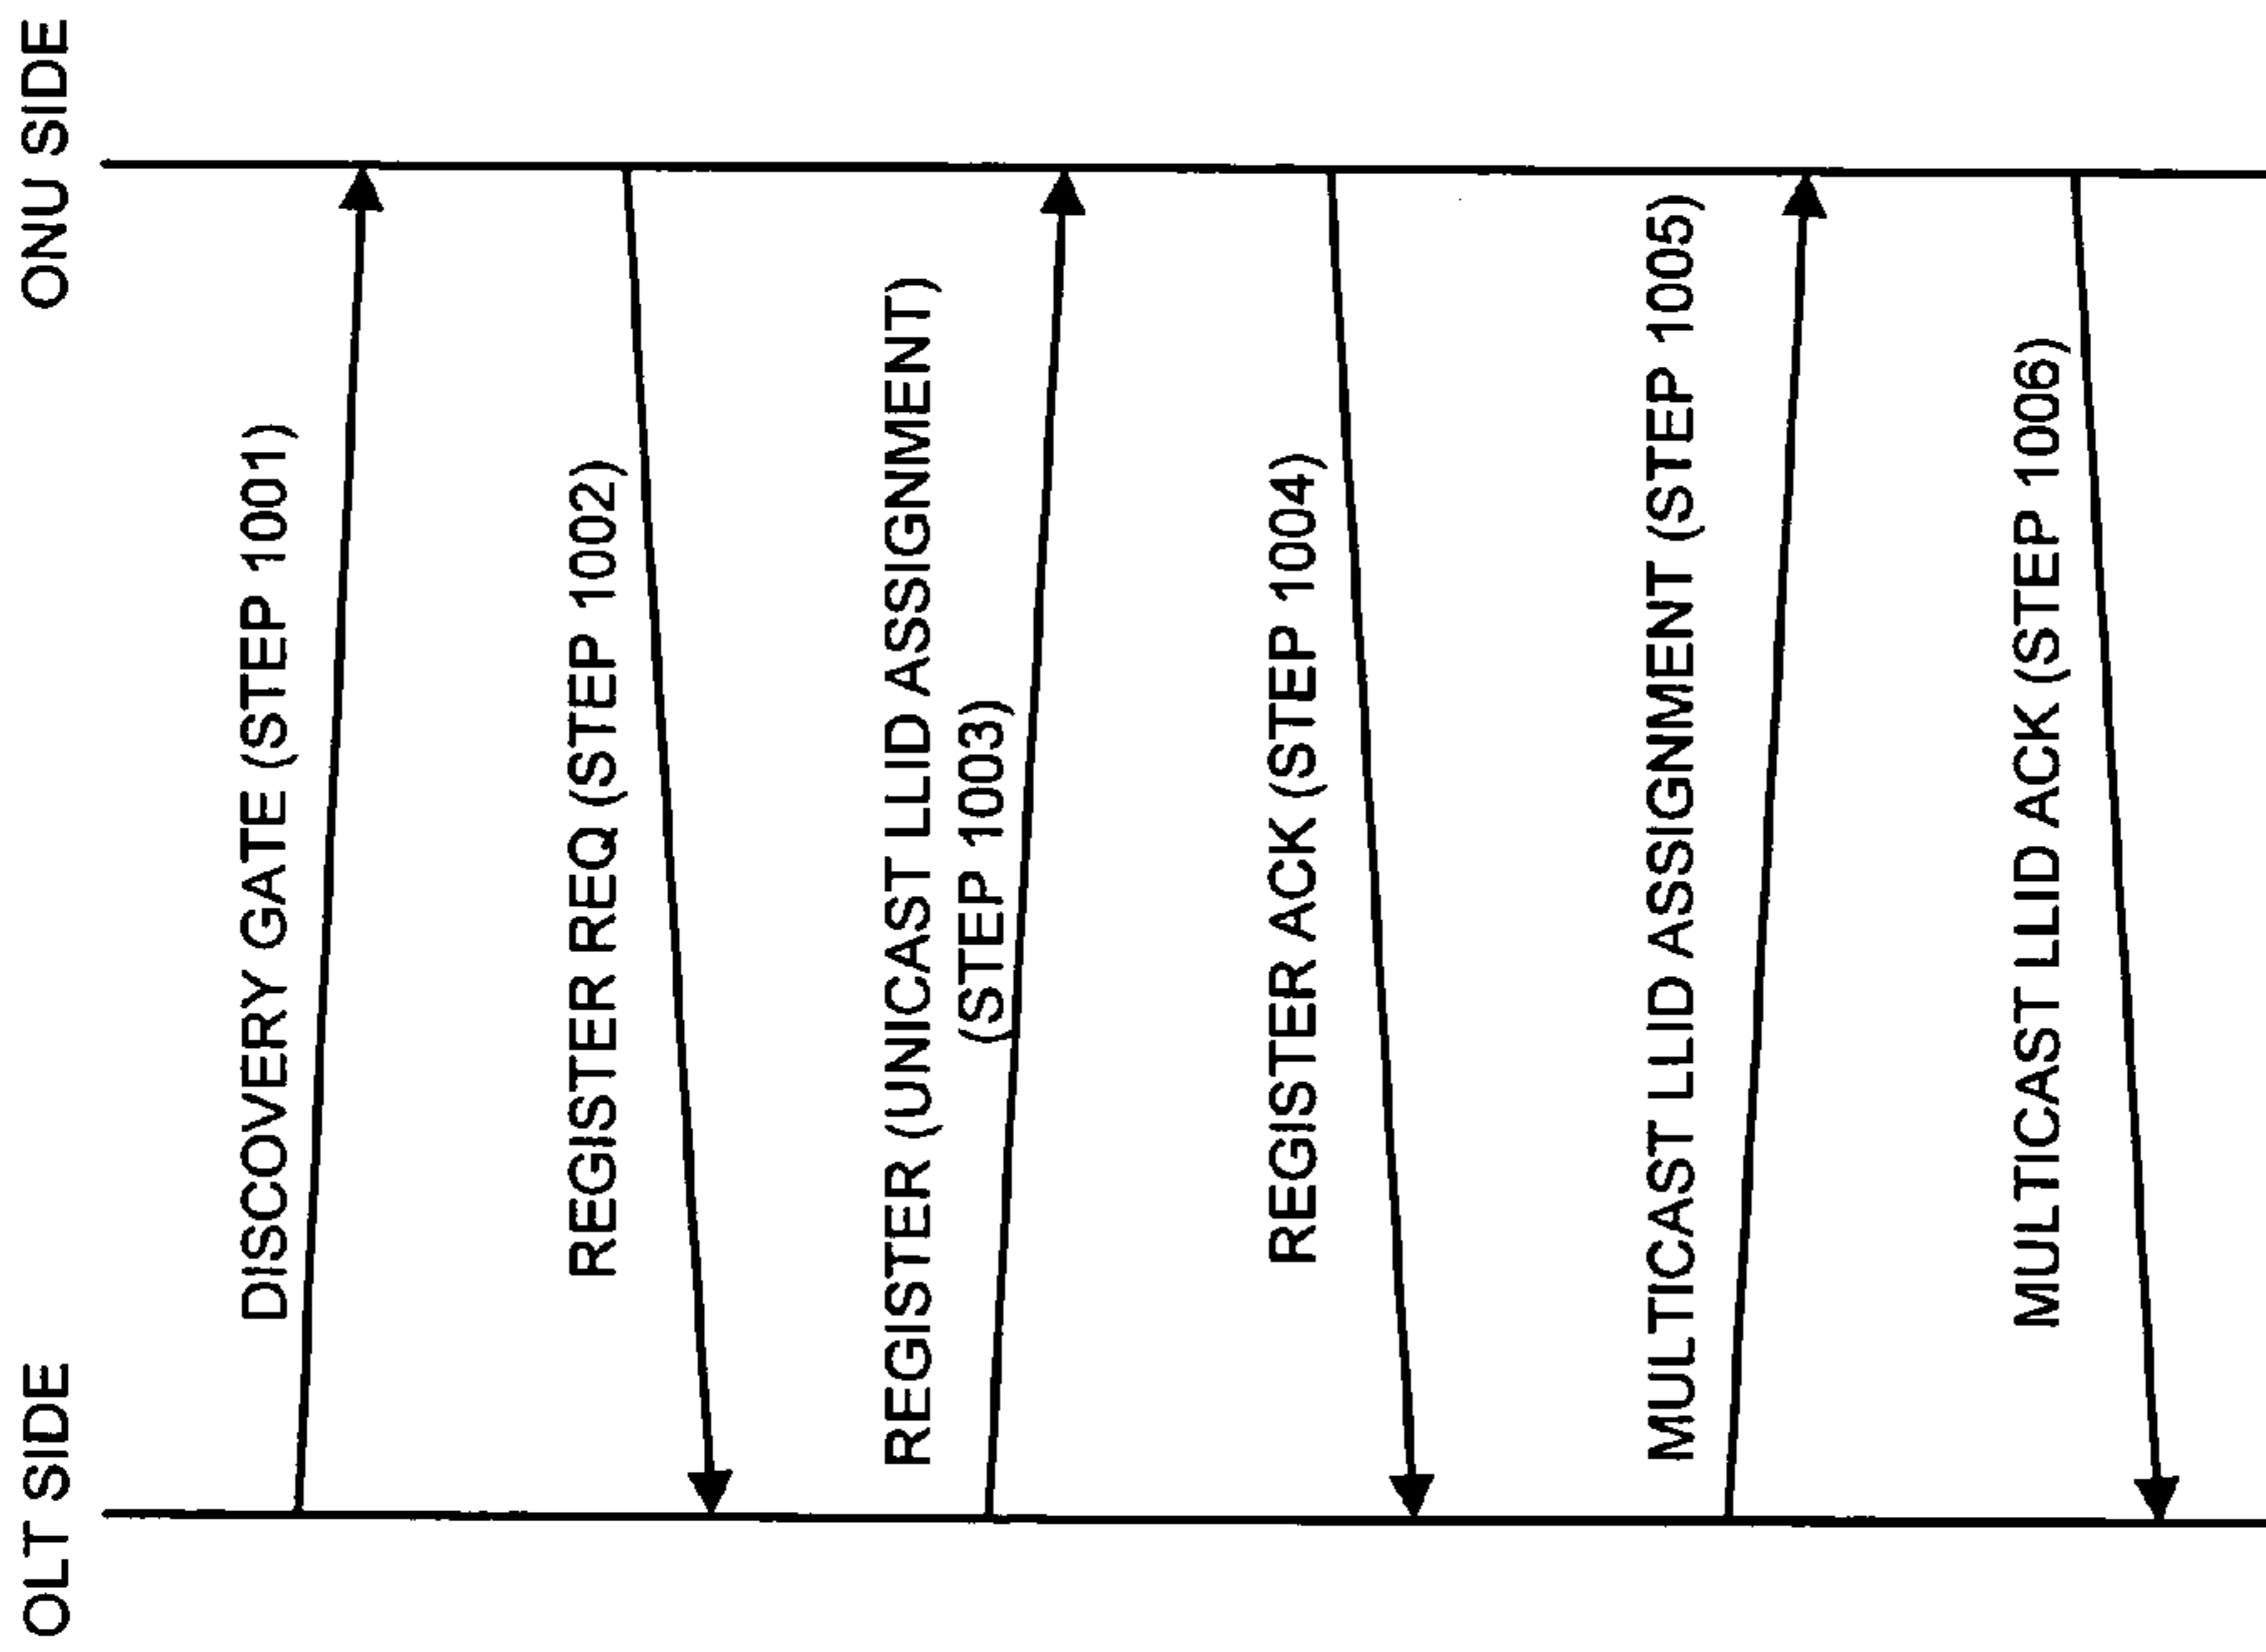 OLT SIDE
ONU SIDE
DISCOVERY GATE (STEP 1001)
REGISTER REQ (STEP 1002)
REGISTER (UNICAST LLID ASSIGNMENT)
(STEP 1003)
REGISTER ACK (STEP 1004)
MULTICAST LLID ASSIGNMENT (STEP 1005)
MULTICAST LLID ACK (STEP 1006)